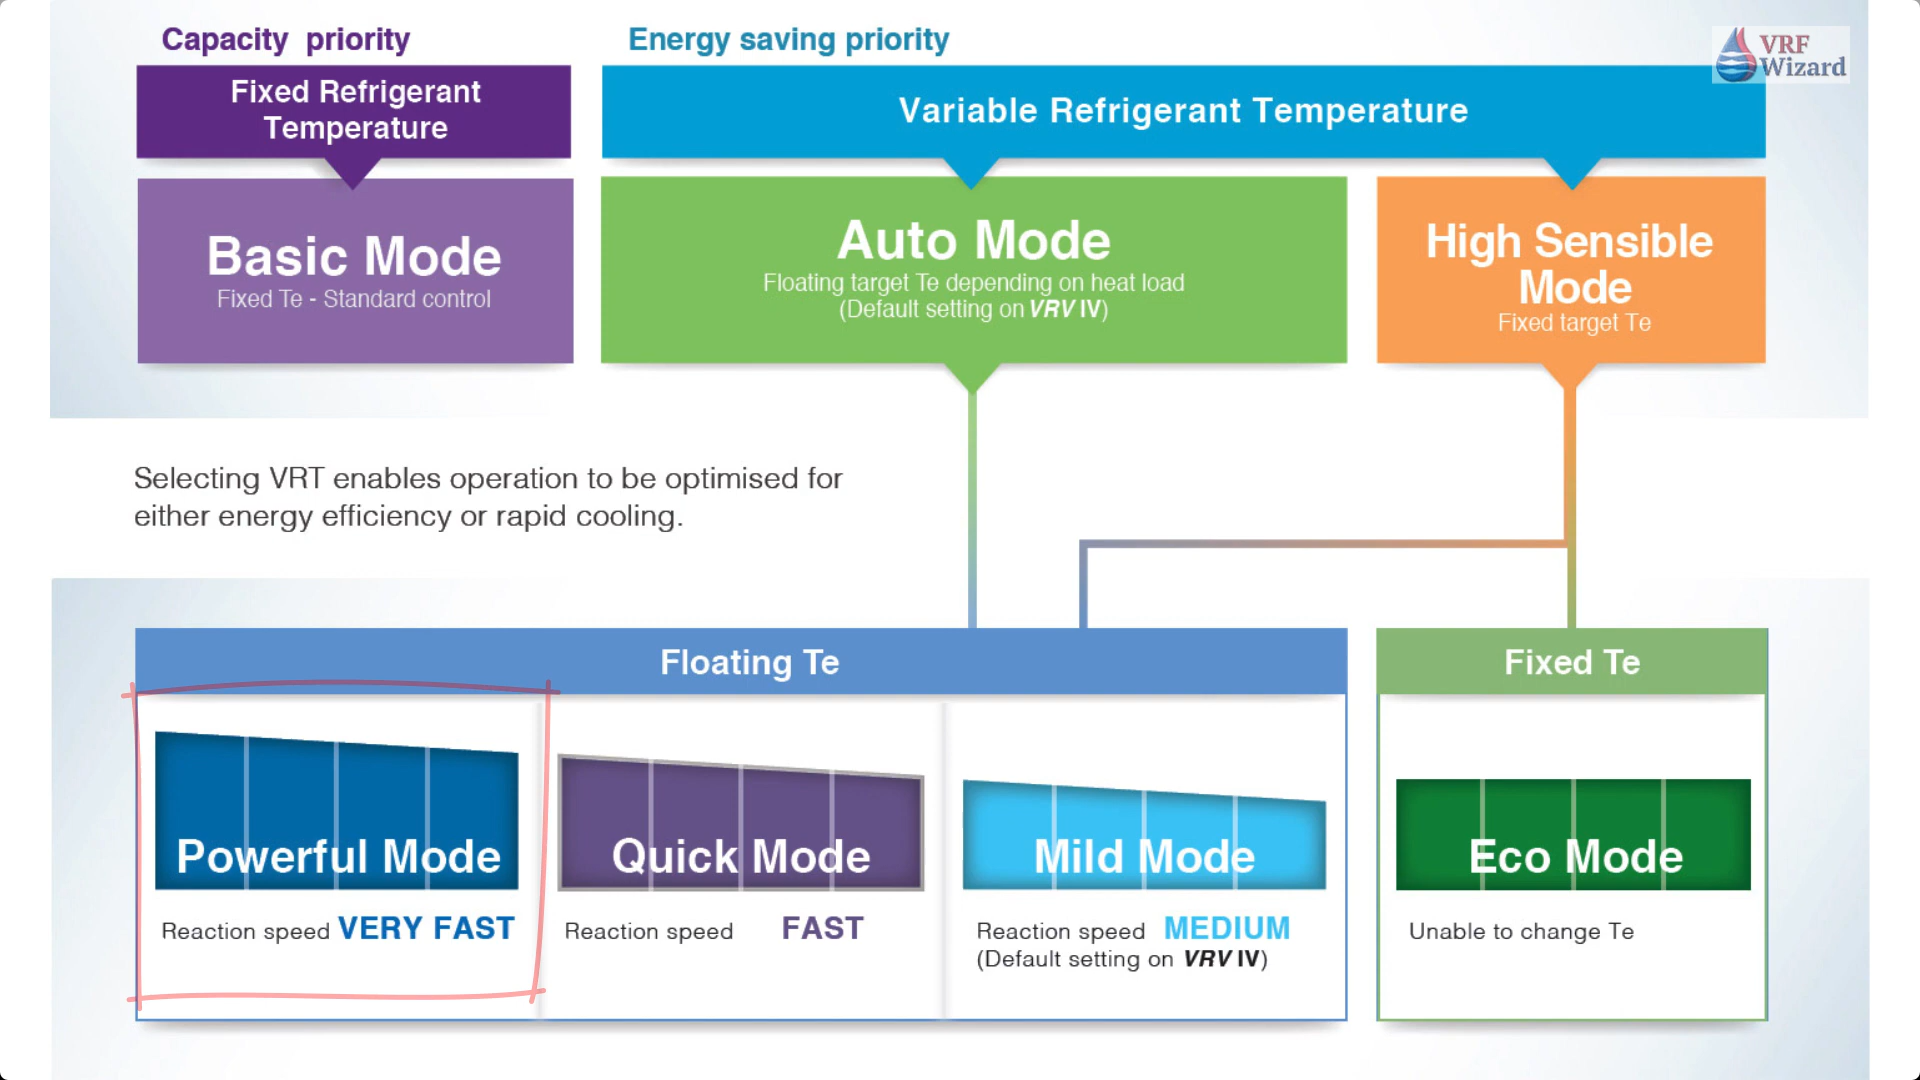 Capacity priority
Energy saving priority
VRF
Wizard
Fixed Refrigerant
Temperature
Variable Refrigerant Temperature
Basic Mode
Fixed Te - Standard control
Auto Mode
Floating target Te depending on heat load
(Default setting on VRV IV)
High Sensible
Mode
Fixed target Te
Selecting VRT enables operation to be optimised for
either energy efficiency or rapid cooling.
Floating Te
Fixed Te
Powerful Mode
Reaction speed VERY FAST
Quick Mode
Reaction speed FAST
Mild Mode
Reaction speed MEDIUM
(Default setting on VRV IV)
Eco Mode
Unable to change Te